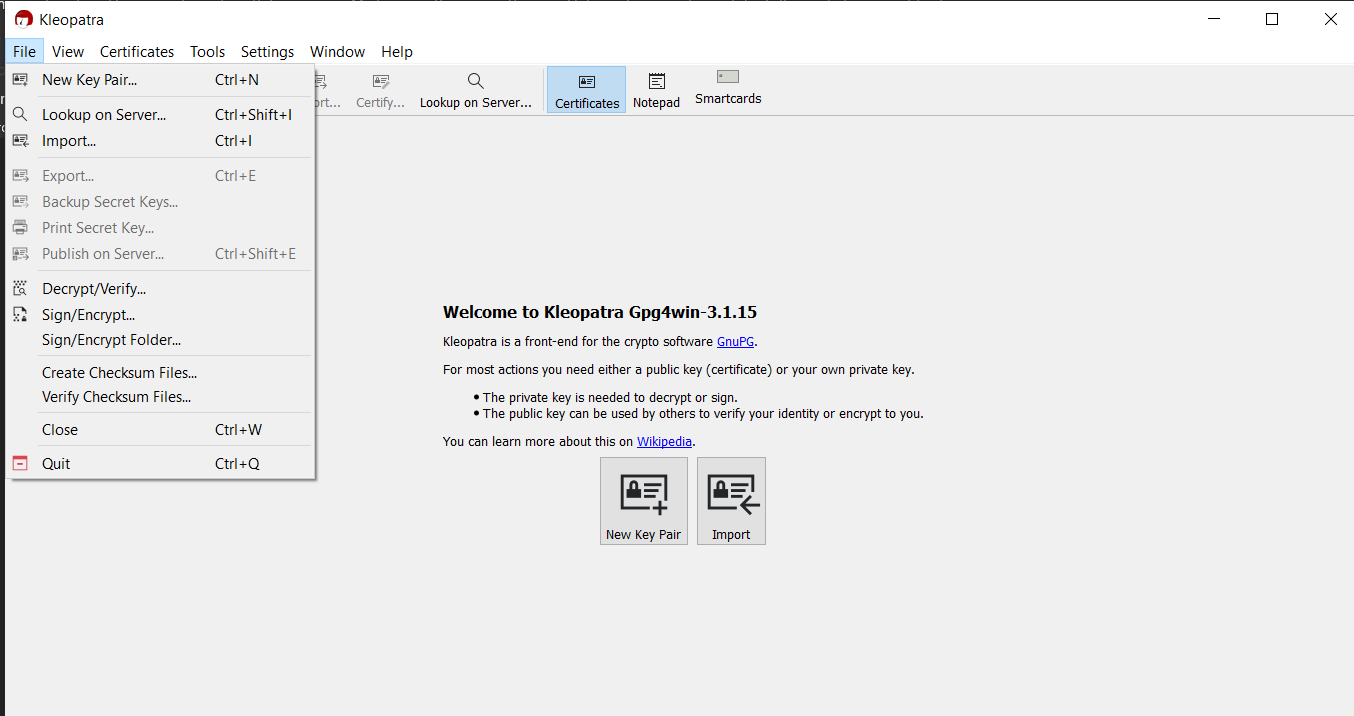 Kleopatra
File View Certificates Tools Settings Window Help
New Key Pair... Ctrl+N
Lookup on Server... Ctrl+Shift+I
Import... Ctrl+I
Export... Ctrl+E
Backup Secret Keys...
Print Secret Key...
Publish on Server... Ctrl+Shift+E
Decrypt/Verify...
Sign/Encrypt...
Sign/Encrypt Folder...
Create Checksum Files...
Verify Checksum Files...
Close Ctrl+W
Quit Ctrl+Q
ort... Certify... Lookup on Server... Certificates Notepad Smartcards
Welcome to Kleopatra Gpg4win-3.1.15
Kleopatra is a front-end for the crypto software GnuPG.
For most actions you need either a public key (certificate) or your own private key.
• The private key is needed to decrypt or sign.
• The public key can be used by others to verify your identity or encrypt to you.
You can learn more about this on Wikipedia.
New Key Pair Import